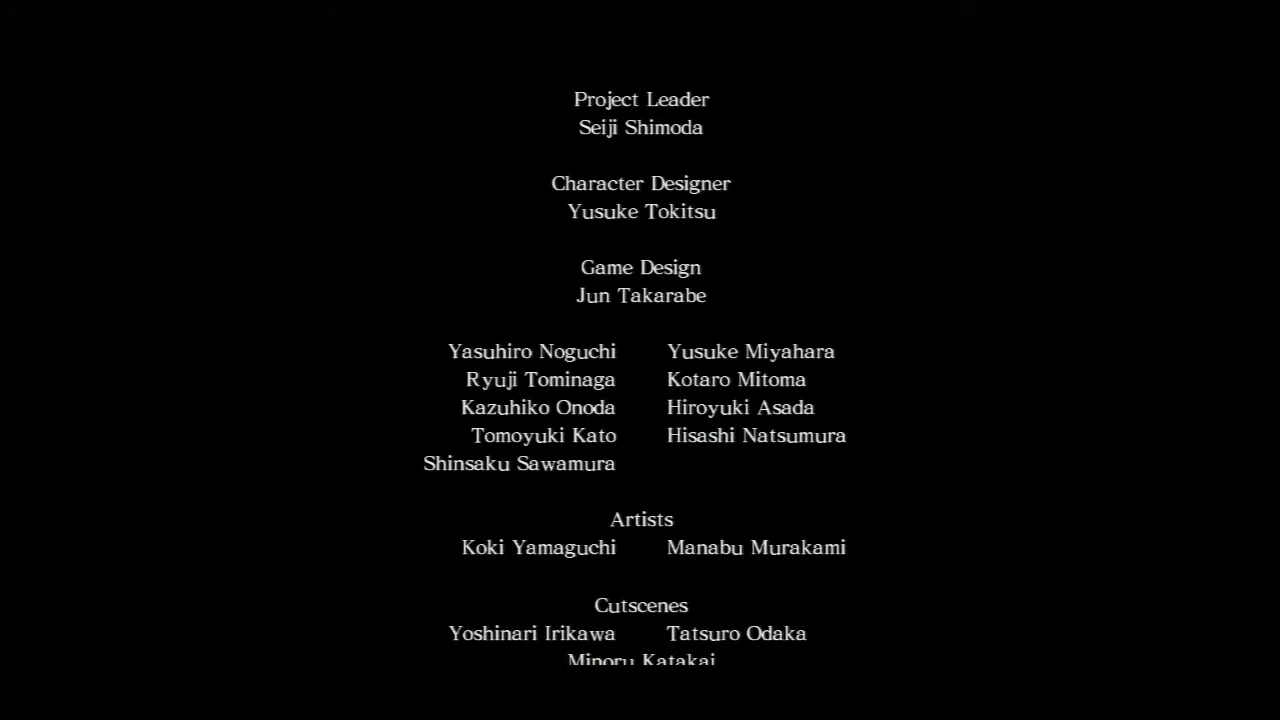 Project Leader
Seiji Shimoda
Character Designer
Yusuke Tokitsu
Game Design
Jun Takarabe
Yasuhiro Noguchi Yusuke Miyahara
Ryuji Tominaga Kotaro Mitoma
Kazuhiko Onoda Hiroyuki Asada
Tomoyuki Kato Hisashi Natsumura
Shinsaku Sawamura
Artists
Koki Yamaguchi Manabu Murakami
Cutscenes
Yoshinari Irikawa Tatsuro Odaka
Minoru Katakai